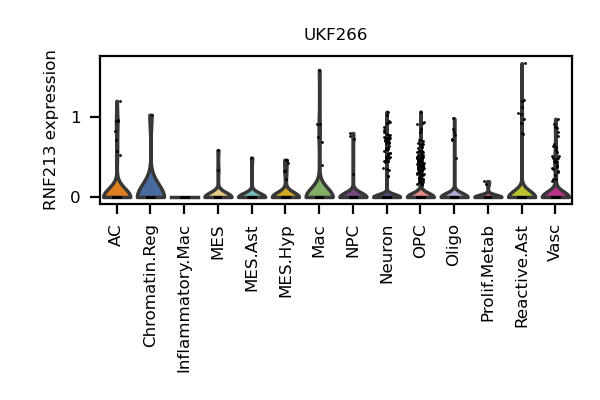 UKF266
RNF213 expression
1
0
AC
Chromatin.Reg
Inflammatory.Mac
MES
MES.Ast
MES.Hyp
Mac
NPC
Neuron
OPC
Oligo
Prolif.Metab
Reactive.Ast
Vasc